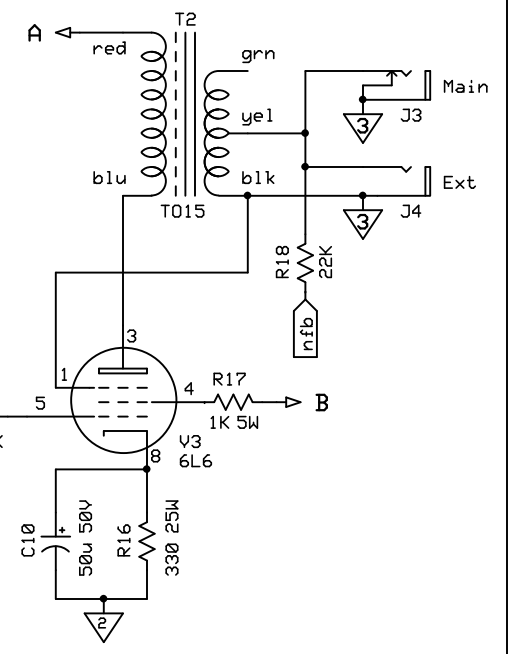 T2
A
red
grn
Main
yel
3
J3
blu
blk
Ext
TO15
3
J4
R18
22K
nfb
3
1
R17
4
5
B
1K 5W
V3
8
6L6
C10
+
50u 50V
R16
330 25W
2